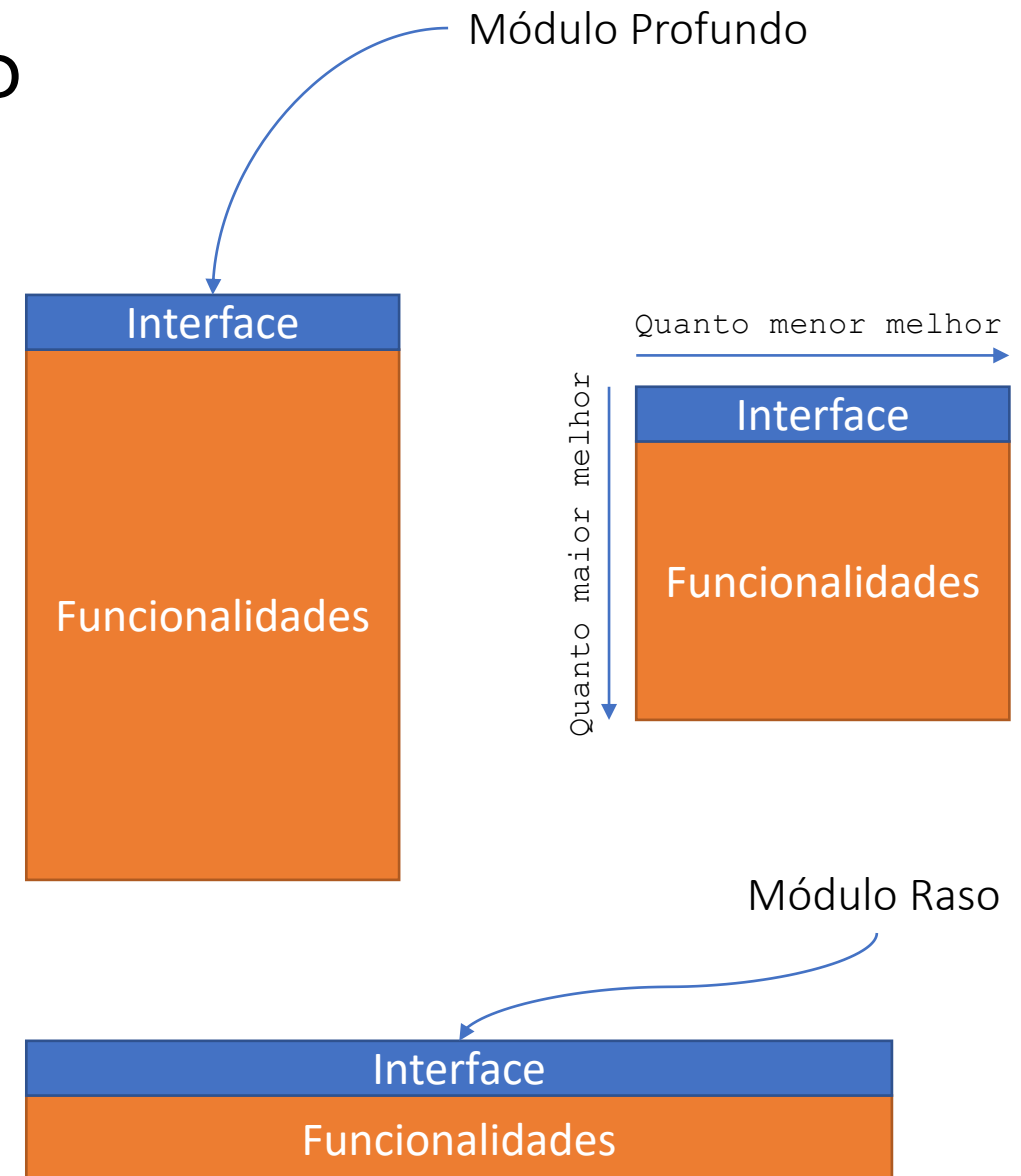 o
Módulo Profundo
Interface
Funcionalidades
Quanto menor melhor
Quanto maior melhor
Interface
Funcionalidades
Módulo Raso
Interface
Funcionalidades